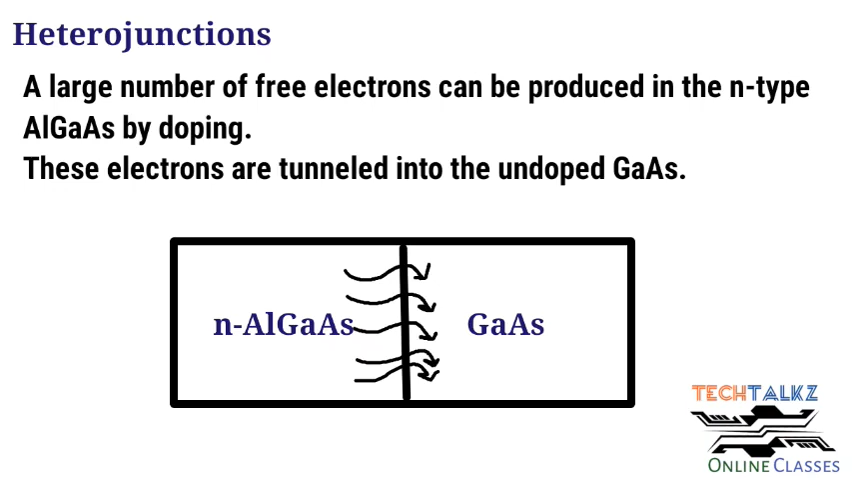 Heterojunctions
A large number of free electrons can be produced in the n-type
AlGaAs by doping.
These electrons are tunneled into the undoped GaAs.
n-AlGaAs
GaAs
TECHTALKZ
ONLINE CLASSES